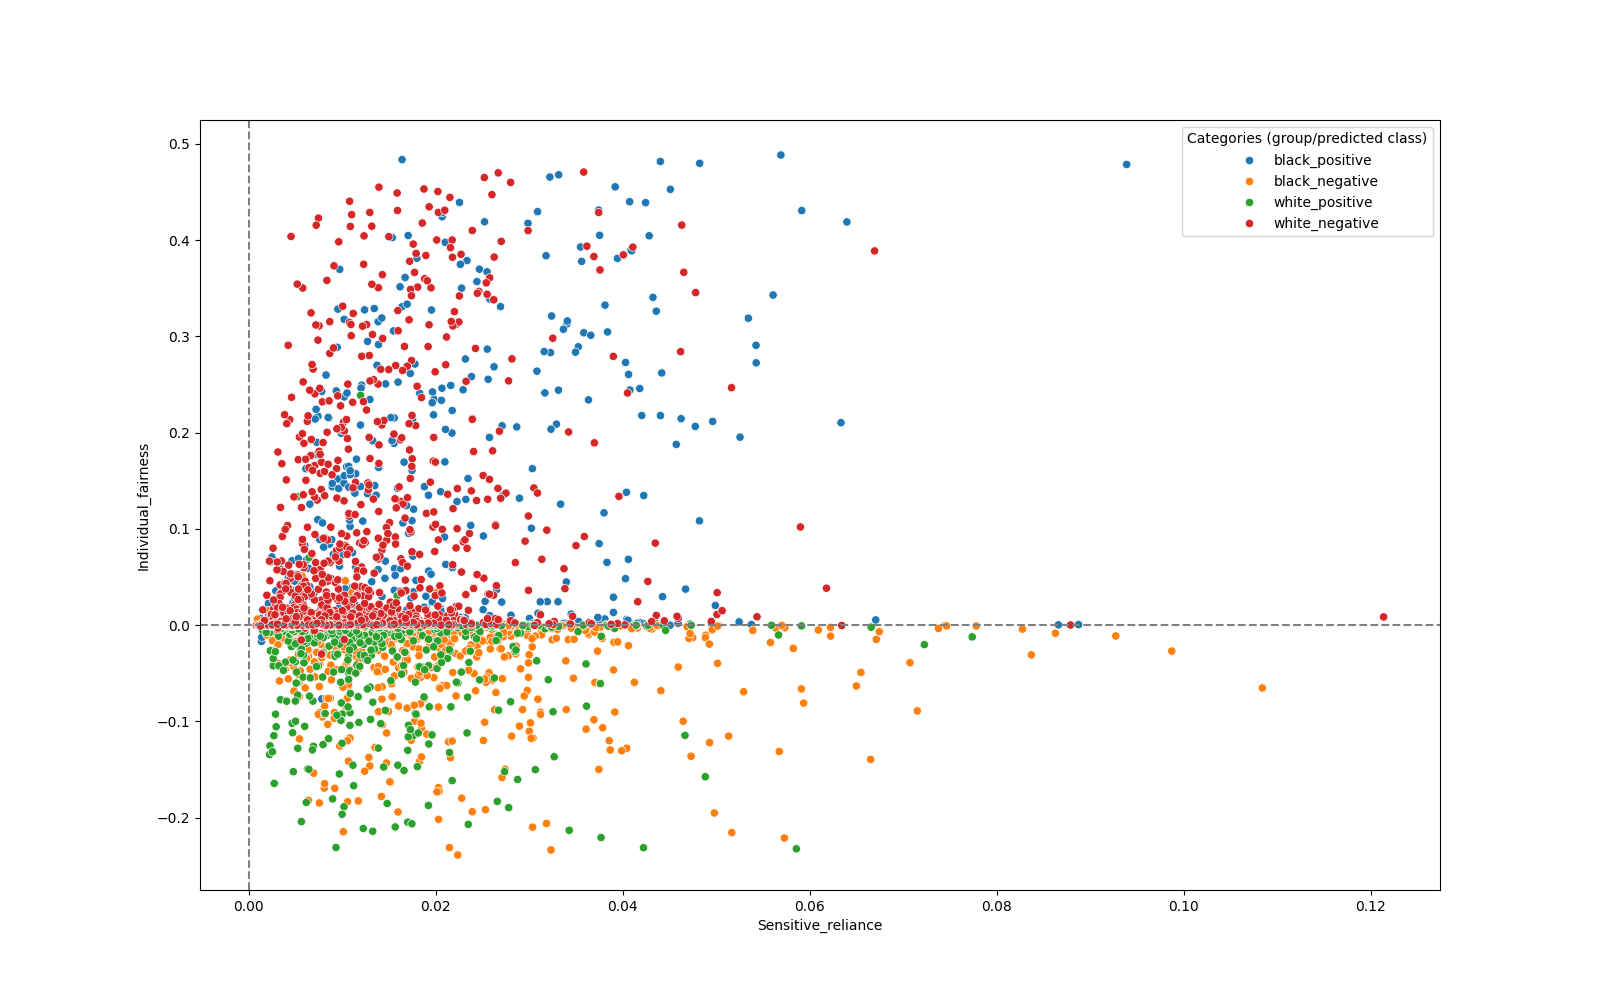 Categories (group/predicted class)
black_positive
black_negative
white_positive
white_negative
0.5
0.4
0.3
0.2
0.1
0.0
−0.1
−0.2
Individual_fairness
0.00 0.02 0.04 0.06 0.08 0.10 0.12
Sensitive_reliance